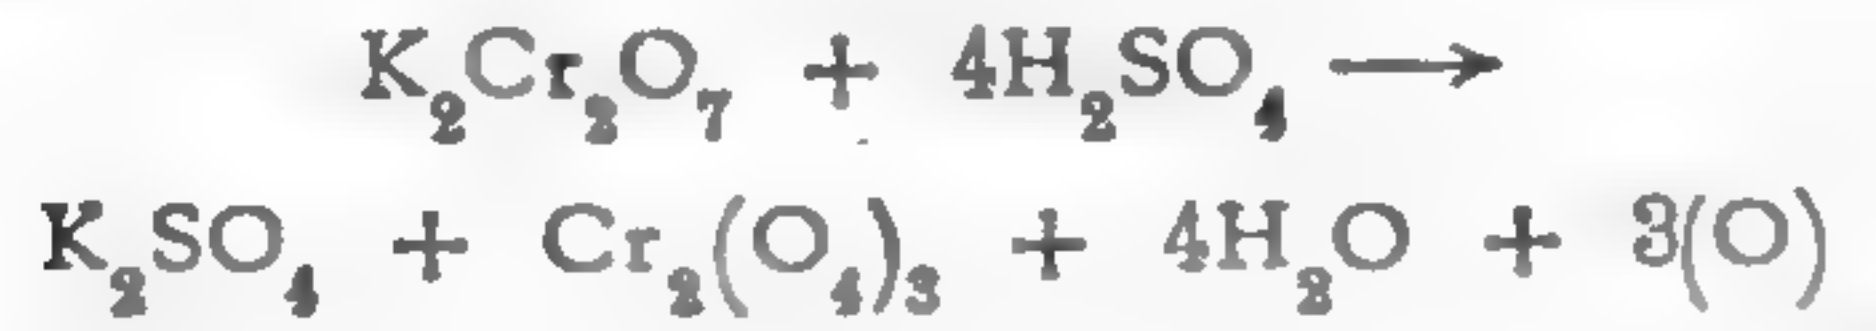 K₂Cr₂O₇ + 4H₂SO₄ ⟶
K₂SO₄ + Cr₂(O₄)₃ + 4H₂O + 3(O)